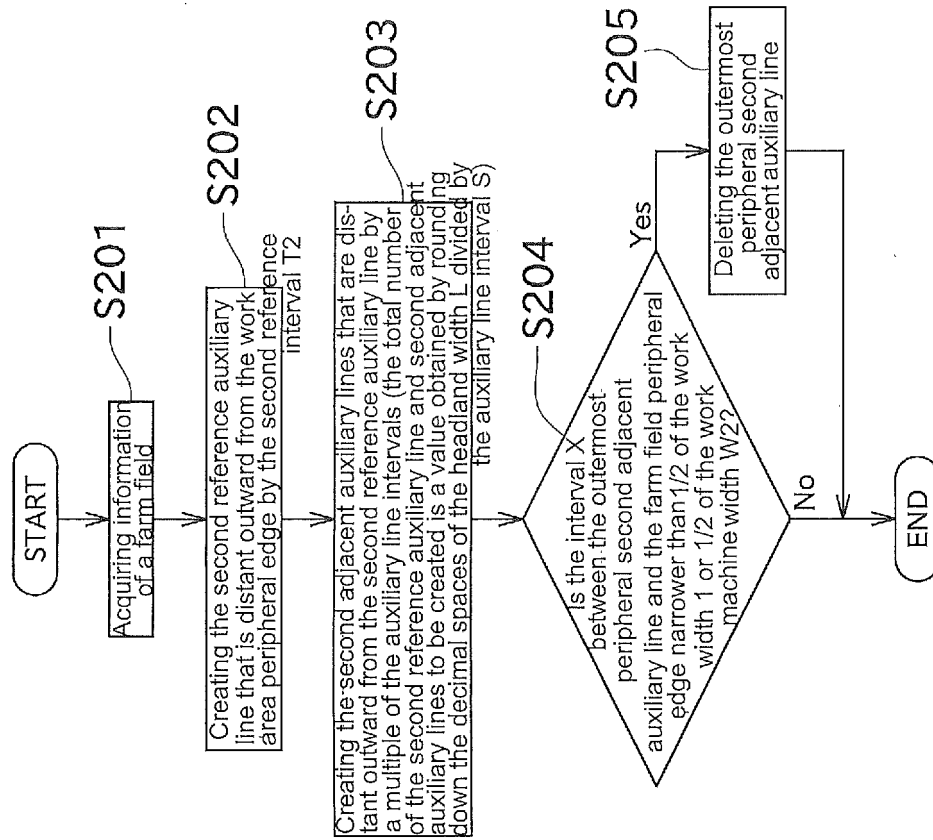 START
Acquiring information
of a farm field
S201
Creating the second reference auxiliary
line that is distant outward from the work
area peripheral edge by the second reference
interval T2
S202
Creating the second adjacent auxiliary lines that are dis-
tant outward from the second reference auxiliary line by
a multiple of the auxiliary line intervals (the total number
of the second reference auxiliary line and second adjacent
auxiliary lines to be created is a value obtained by rounding
down the decimal spaces of the headland width L divided by
the auxiliary line interval S)
S203
Is the interval X
between the outermost
peripheral second adjacent
auxiliary line and the farm field peripheral
edge narrower than 1/2 of the work
width 1 or 1/2 of the work
machine width W2?
S204
Yes
Deleting the outermost
peripheral second
adjacent auxiliary line
S205
No
END